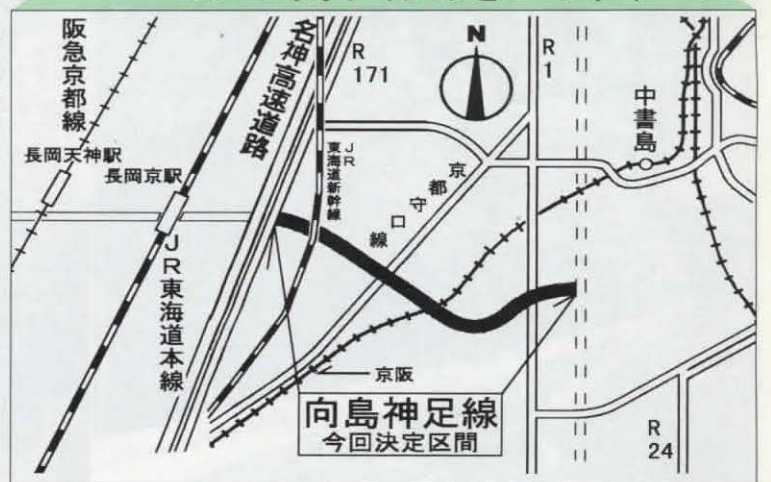 阪急京都線
長岡天神駅
長岡京駅
JR東海道本線
名神高速道路
R
171
JR
東海道新幹線
京都守口線
N
R
1
中書島
京阪
向島神足線
今回決定区間
R
24